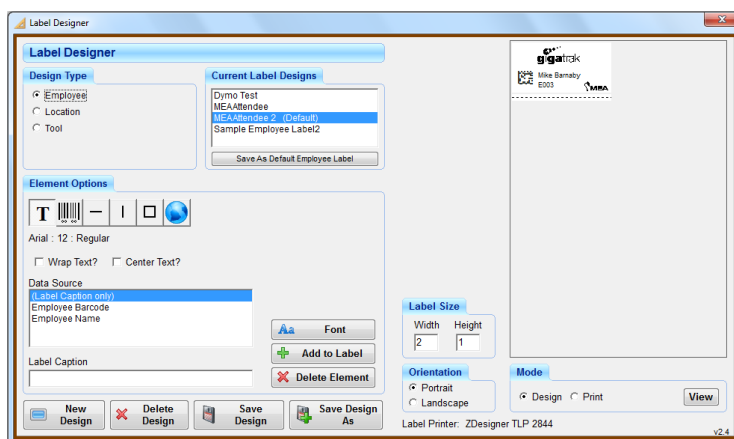 Label Designer
Label Designer
Design Type
Employee
Location
Tool
Current Label Designs
Dymo Test
MEAAttendee
MEAAttendee 2 (Default)
Sample Employee Label2
Save As Default Employee Label
gigatrak
Mike Barnaby
E003
MEA
Element Options
T
Arial : 12 : Regular
Wrap Text?
Center Text?
Data Source
(Label Caption only)
Employee Barcode
Employee Name
Aa Font
Add to Label
Delete Element
Label Caption
New Design
Delete Design
Save Design
Save Design As
Label Size
Width Height
2 1
Orientation
Portrait
Landscape
Mode
Design Print
View
Label Printer: ZDesigner TLP 2844
v2.4